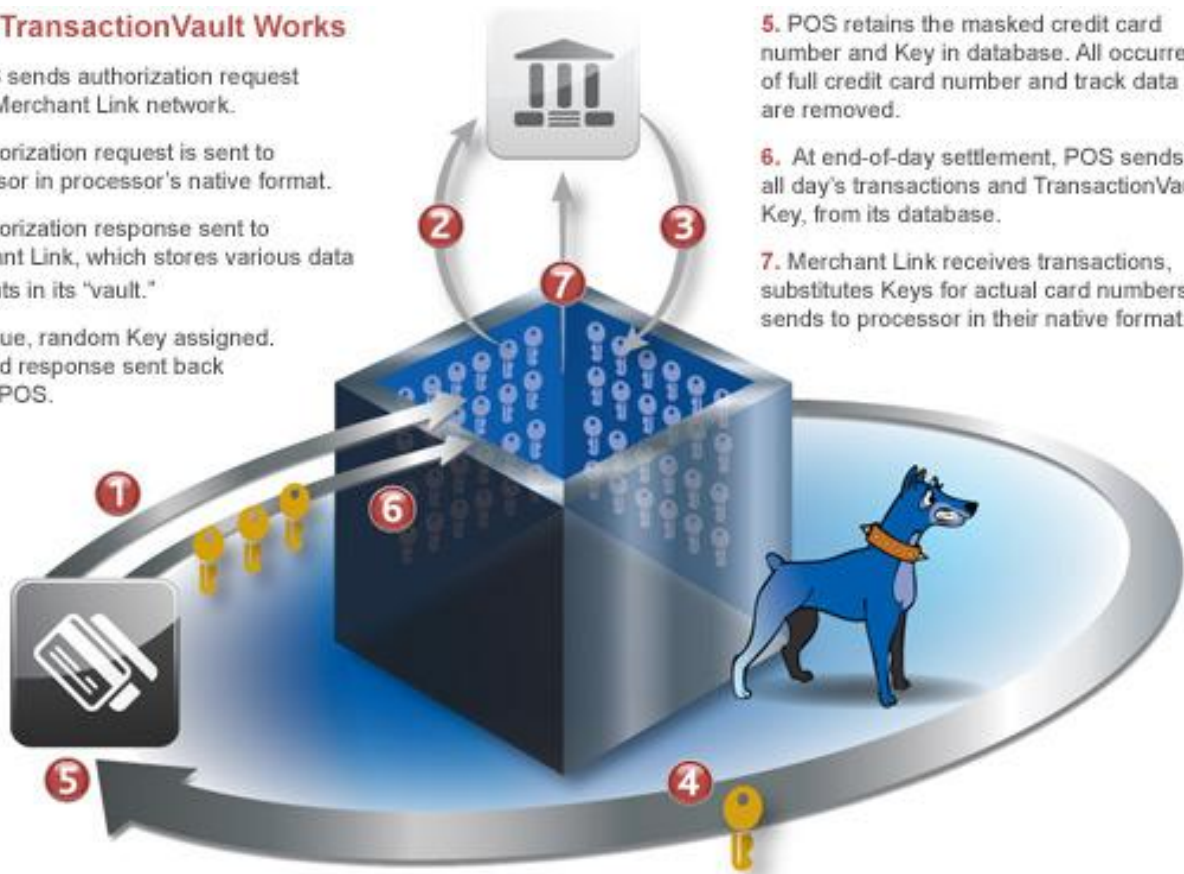 TransactionVault Works
sends authorization request
Merchant Link network.
orization request is sent to
sor in processor's native format.
orization response sent to
nt Link, which stores various data
ts in its "vault."
ue, random Key assigned.
d response sent back
POS.
5. POS retains the masked credit card
number and Key in database. All occurre
of full credit card number and track data
are removed.
6. At end-of-day settlement, POS sends
all day's transactions and TransactionVau
Key, from its database.
7. Merchant Link receives transactions,
substitutes Keys for actual card numbers
sends to processor in their native format
2
3
7
1
6
5
4